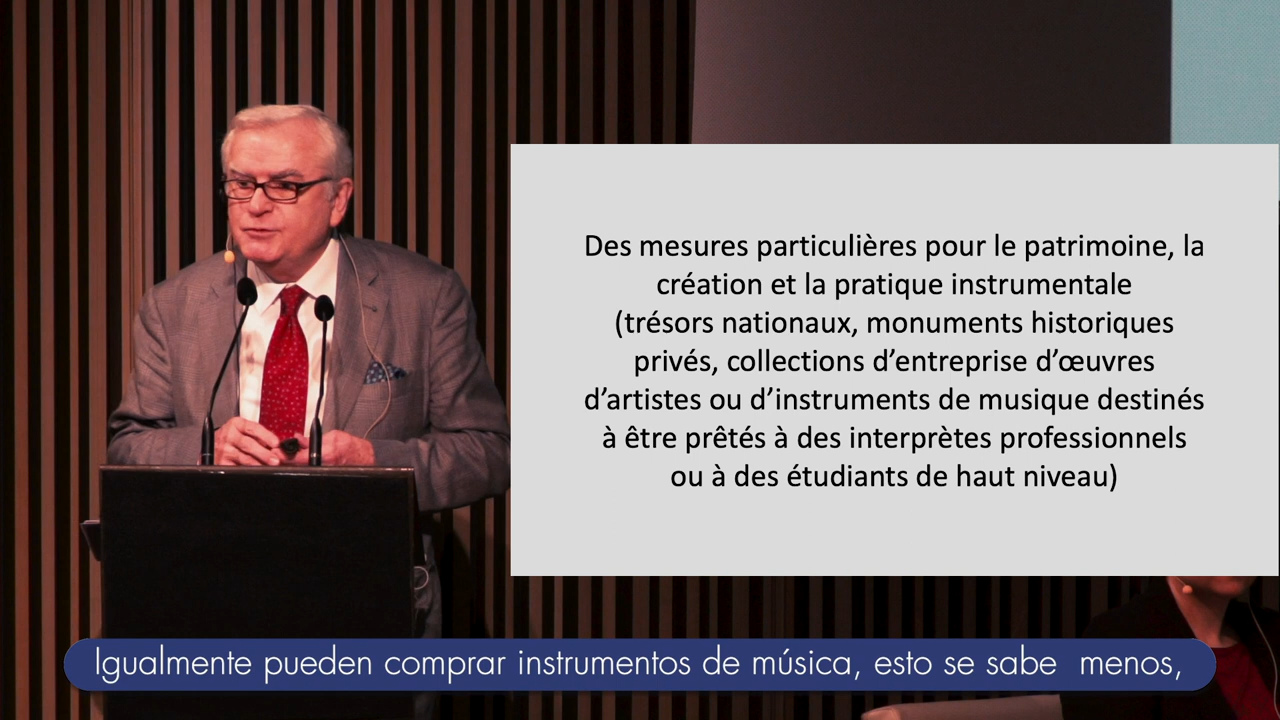 Des mesures particulières pour le patrimoine, la
création et la pratique instrumentale
(trésors nationaux, monuments historiques
privés, collections d’entreprise d’œuvres
d’artistes ou d’instruments de musique destinés
à être prêtés à des interprètes professionnels
ou à des étudiants de haut niveau)
Igualmente pueden comprar instrumentos de música, esto se sabe  menos,